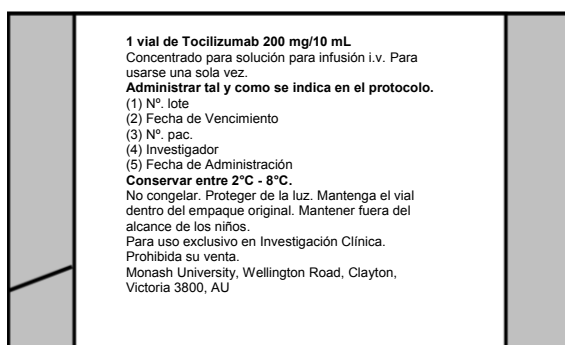 1 vial de Tocilizumab 200 mg/10 mL
Concentrado para solución para infusión i.v. Para
usarse una sola vez.
Administrar tal y como se indica en el protocolo.
(1) Nº. lote
(2) Fecha de Vencimiento
(3) Nº. pac.
(4) Investigador
(5) Fecha de Administración
Conservar entre 2°C - 8°C.
No congelar. Proteger de la luz. Mantenga el vial
dentro del empaque original. Mantener fuera del
alcance de los niños.
Para uso exclusivo en Investigación Clínica.
Prohibida su venta.
Monash University, Wellington Road, Clayton,
Victoria 3800, AU